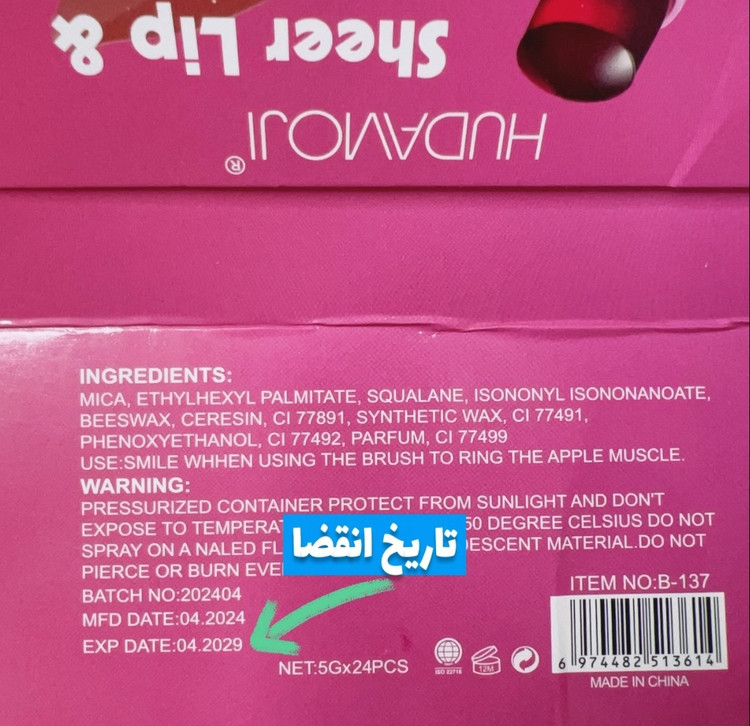 Sheer Lip &
HUDAMOJI®
INGREDIENTS:
MICA, ETHYLHEXYL PALMITATE, SQUALANE, ISONONYL ISONONANOATE,
BEESWAX, CERESIN, CI 77891, SYNTHETIC WAX, CI 77491,
PHENOXYETHANOL, CI 77492, PARFUM, CI 77499
USE:SMILE WHHEN USING THE BRUSH TO RING THE APPLE MUSCLE.
WARNING:
PRESSURIZED CONTAINER PROTECT FROM SUNLIGHT AND DON'T
EXPOSE TO 50 DEGREE CELSIUS DO NOT
SPRAY ON A NALED MATERIAL.DO NOT
PIERCE OR BURN
تاریخ انقضا
BATCH NO:202404
MFD DATE:04.2024
EXP DATE:04.2029
NET:5Gx24PCS
ISO 22716
12M
ITEM NO:B-137
6 974482 513614
MADE IN CHINA